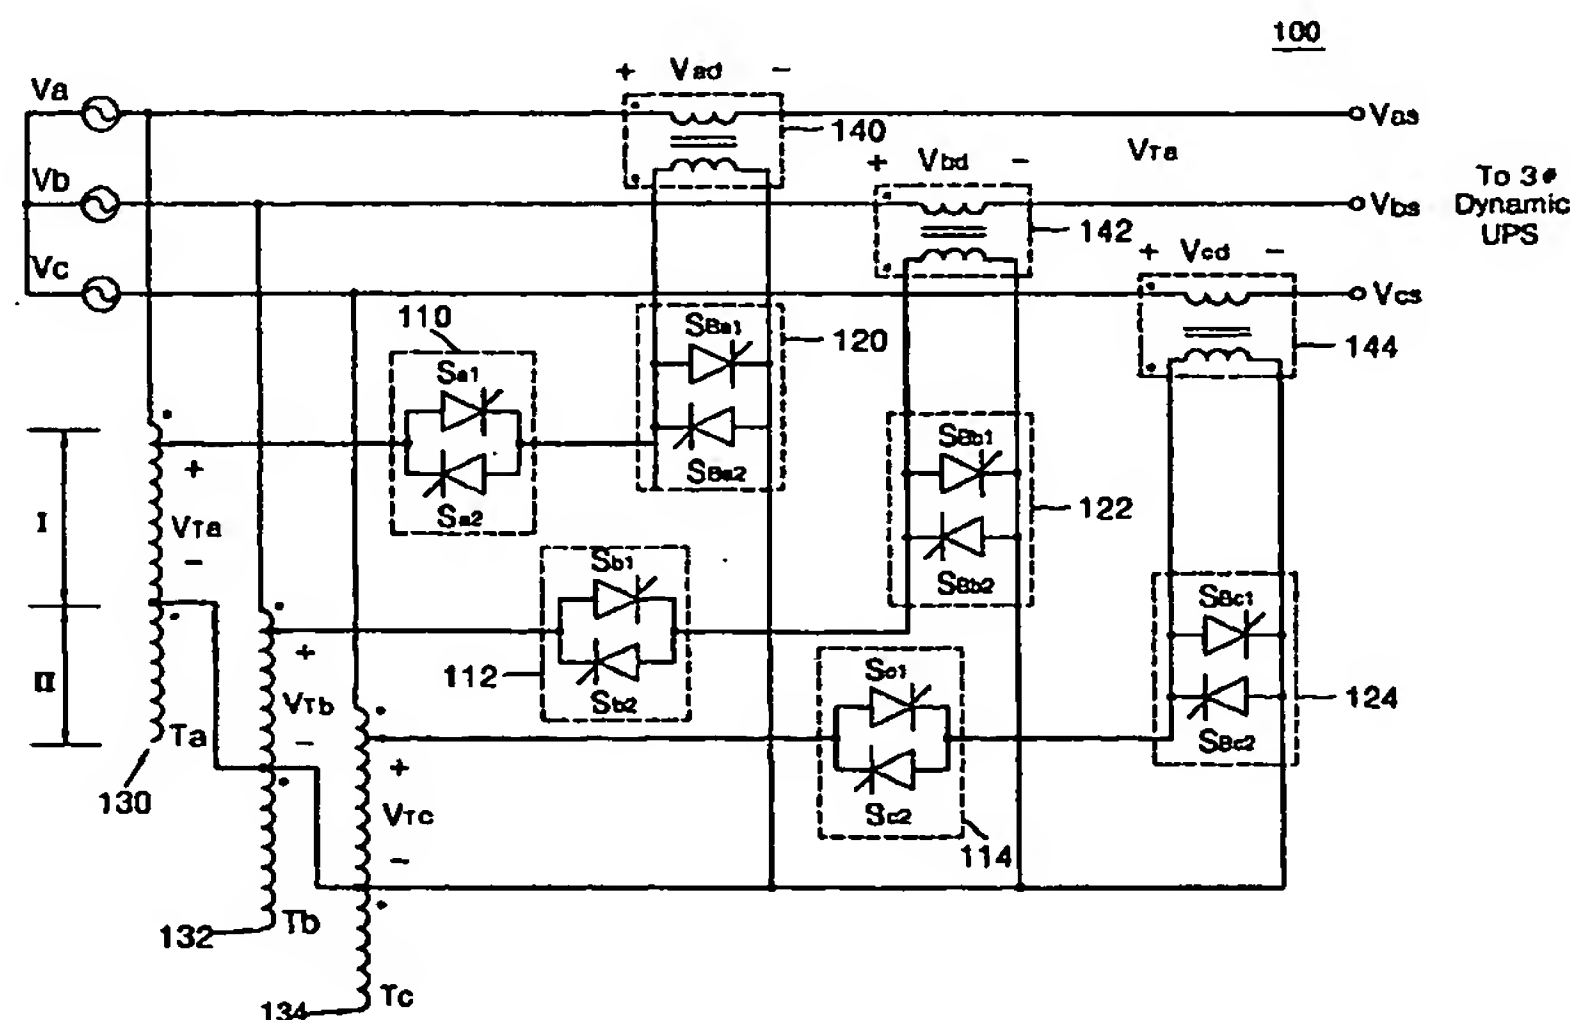 100
+ Vad -
Va
140
Vas
VTa
+ Vbd -
Vb
Vbs
To 3
Dynamic
UPS
142
+ Vcd -
Vc
Vcs
110
SBa1
120
144
Sa1
SBa2
Sa2
+
VTa
-
I
SBb1
122
SBb2
Sb1
112
Sb2
+
VTb
-
II
Ta
130
SBc1
124
SBc2
Sc1
Sc2
114
+
VTc
-
132
Tb
134
Tc